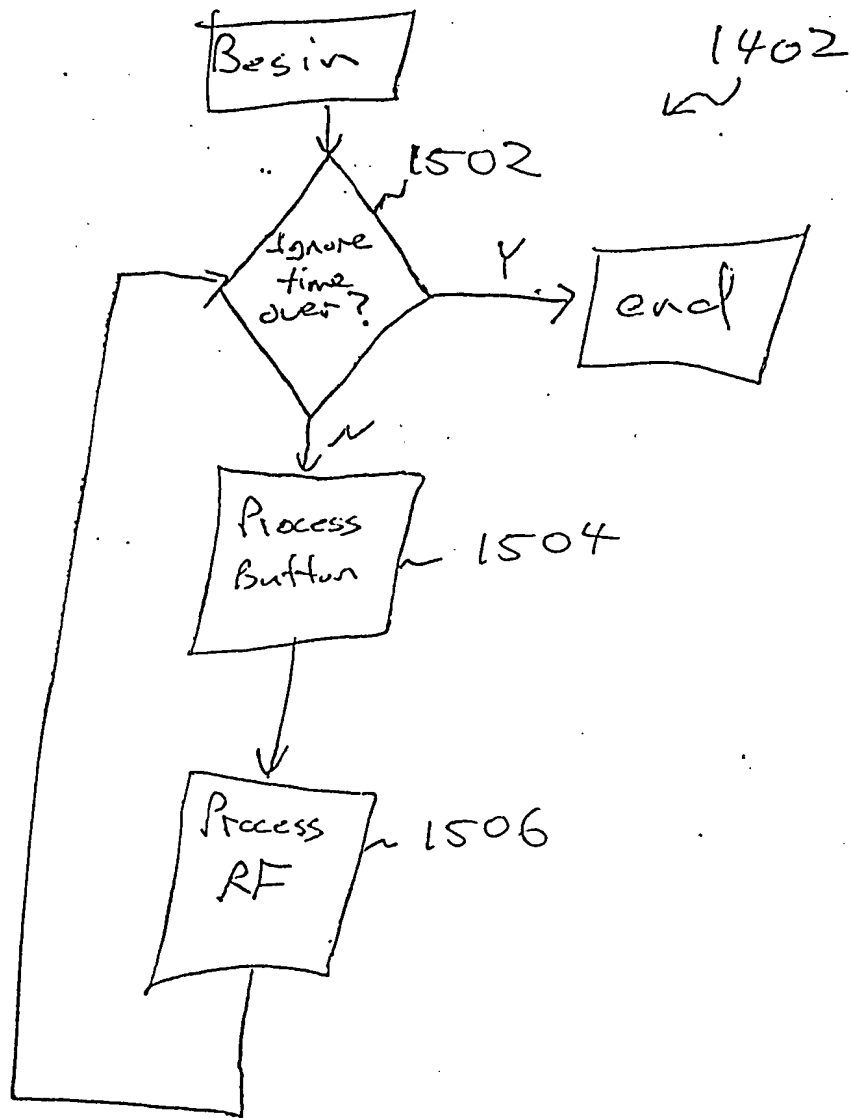 Begin
1402
1502
Ignore
time
over?
Y
end
N
Process
Button
1504
Process
RF
1506